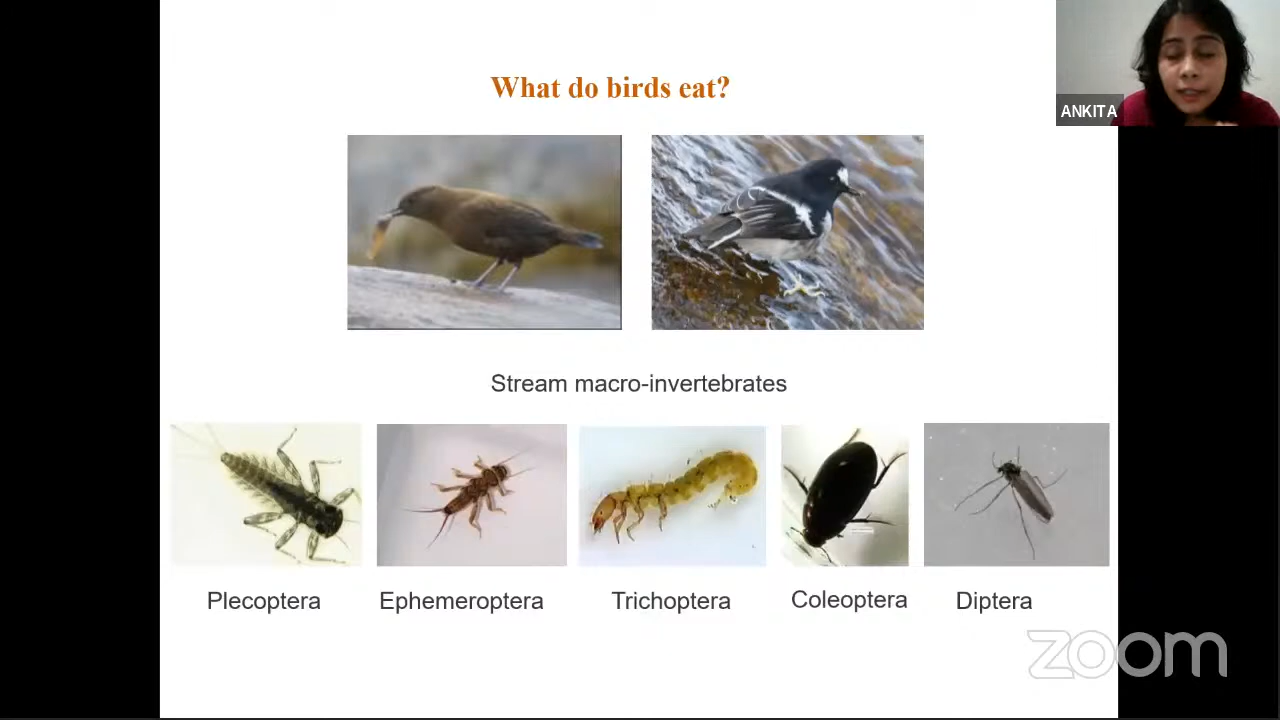 What do birds eat?
ANKITA
Stream macro-invertebrates
Plecoptera
Ephemeroptera
Trichoptera
Coleoptera
Diptera
zoom